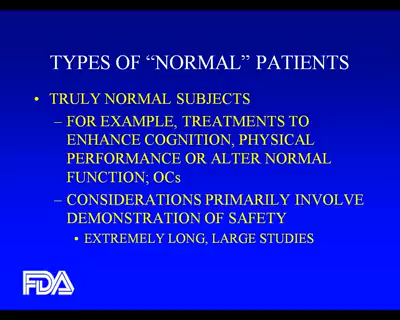 TYPES OF “NORMAL” PATIENTS
• TRULY NORMAL SUBJECTS
– FOR EXAMPLE, TREATMENTS TO
ENHANCE COGNITION, PHYSICAL
PERFORMANCE OR ALTER NORMAL
FUNCTION; OCs
– CONSIDERATIONS PRIMARILY INVOLVE
DEMONSTRATION OF SAFETY
• EXTREMELY LONG, LARGE STUDIES
FDA